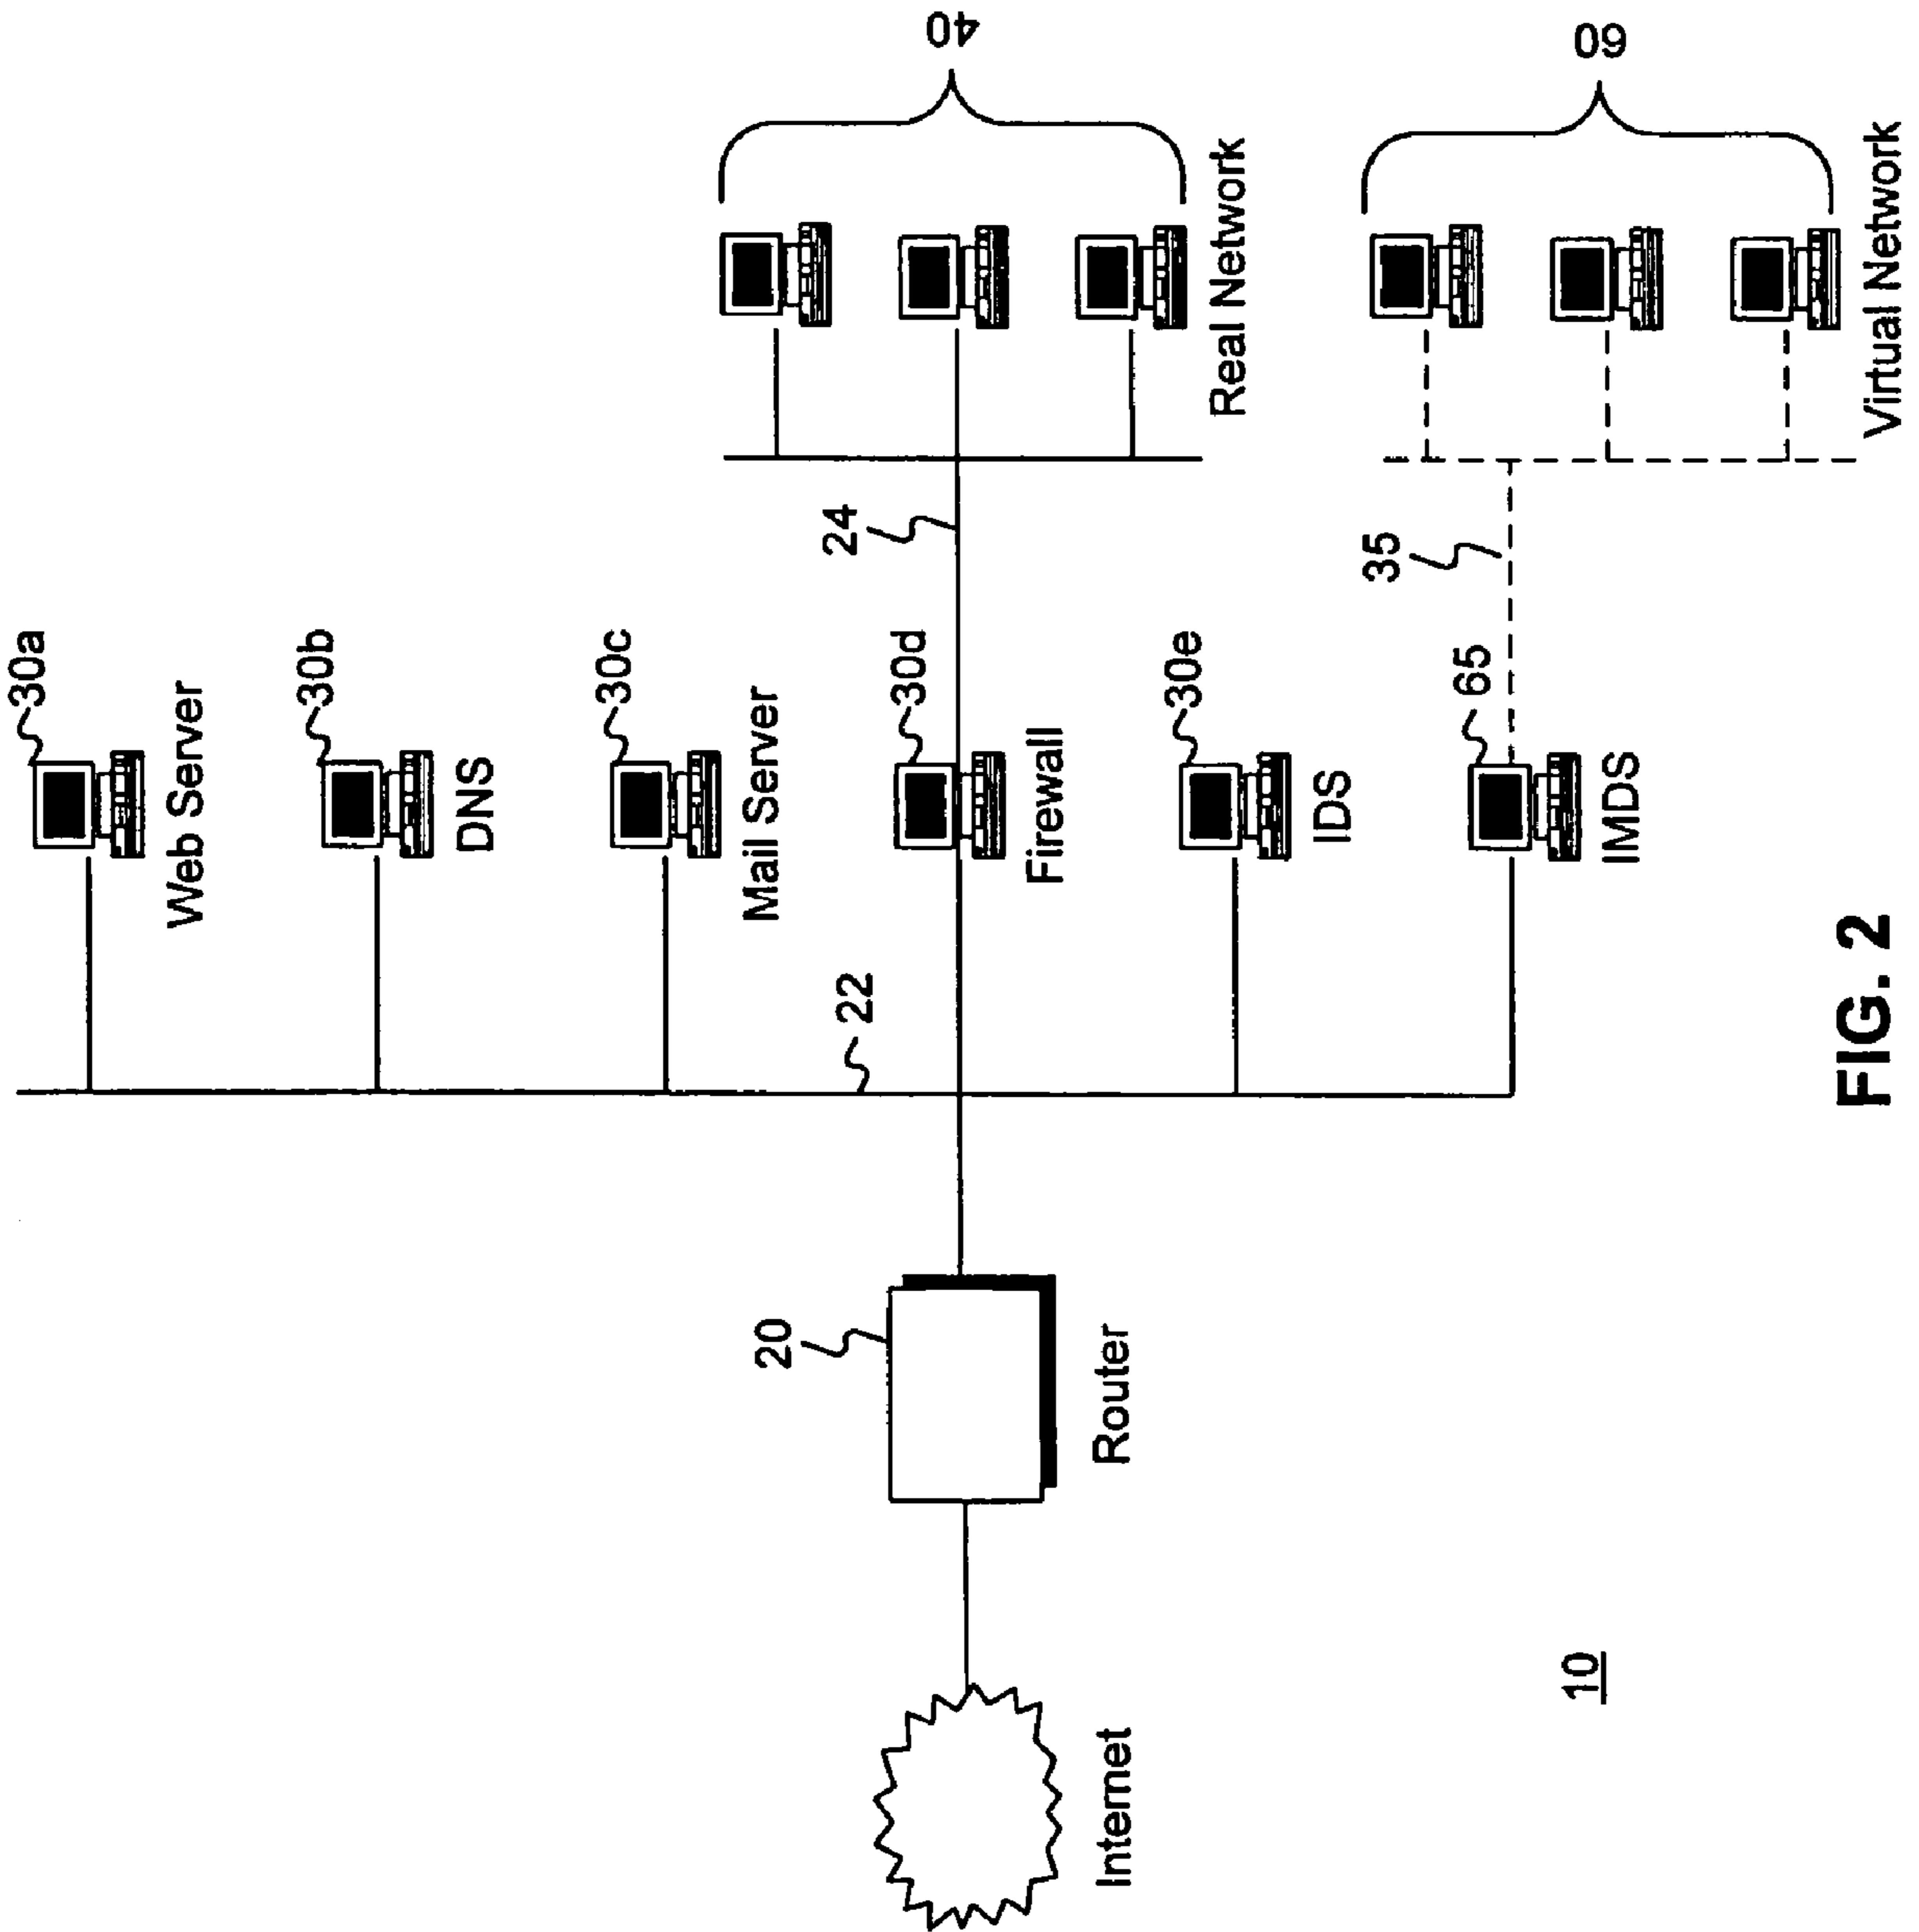 30a
Web Server
30b
DNS
30c
Mail Server
20
22
24
30d
40
Firewall
Internet
Router
30e
Real Network
IDS
35
65
10
60
IMDS
Virtual Network
FIG. 2